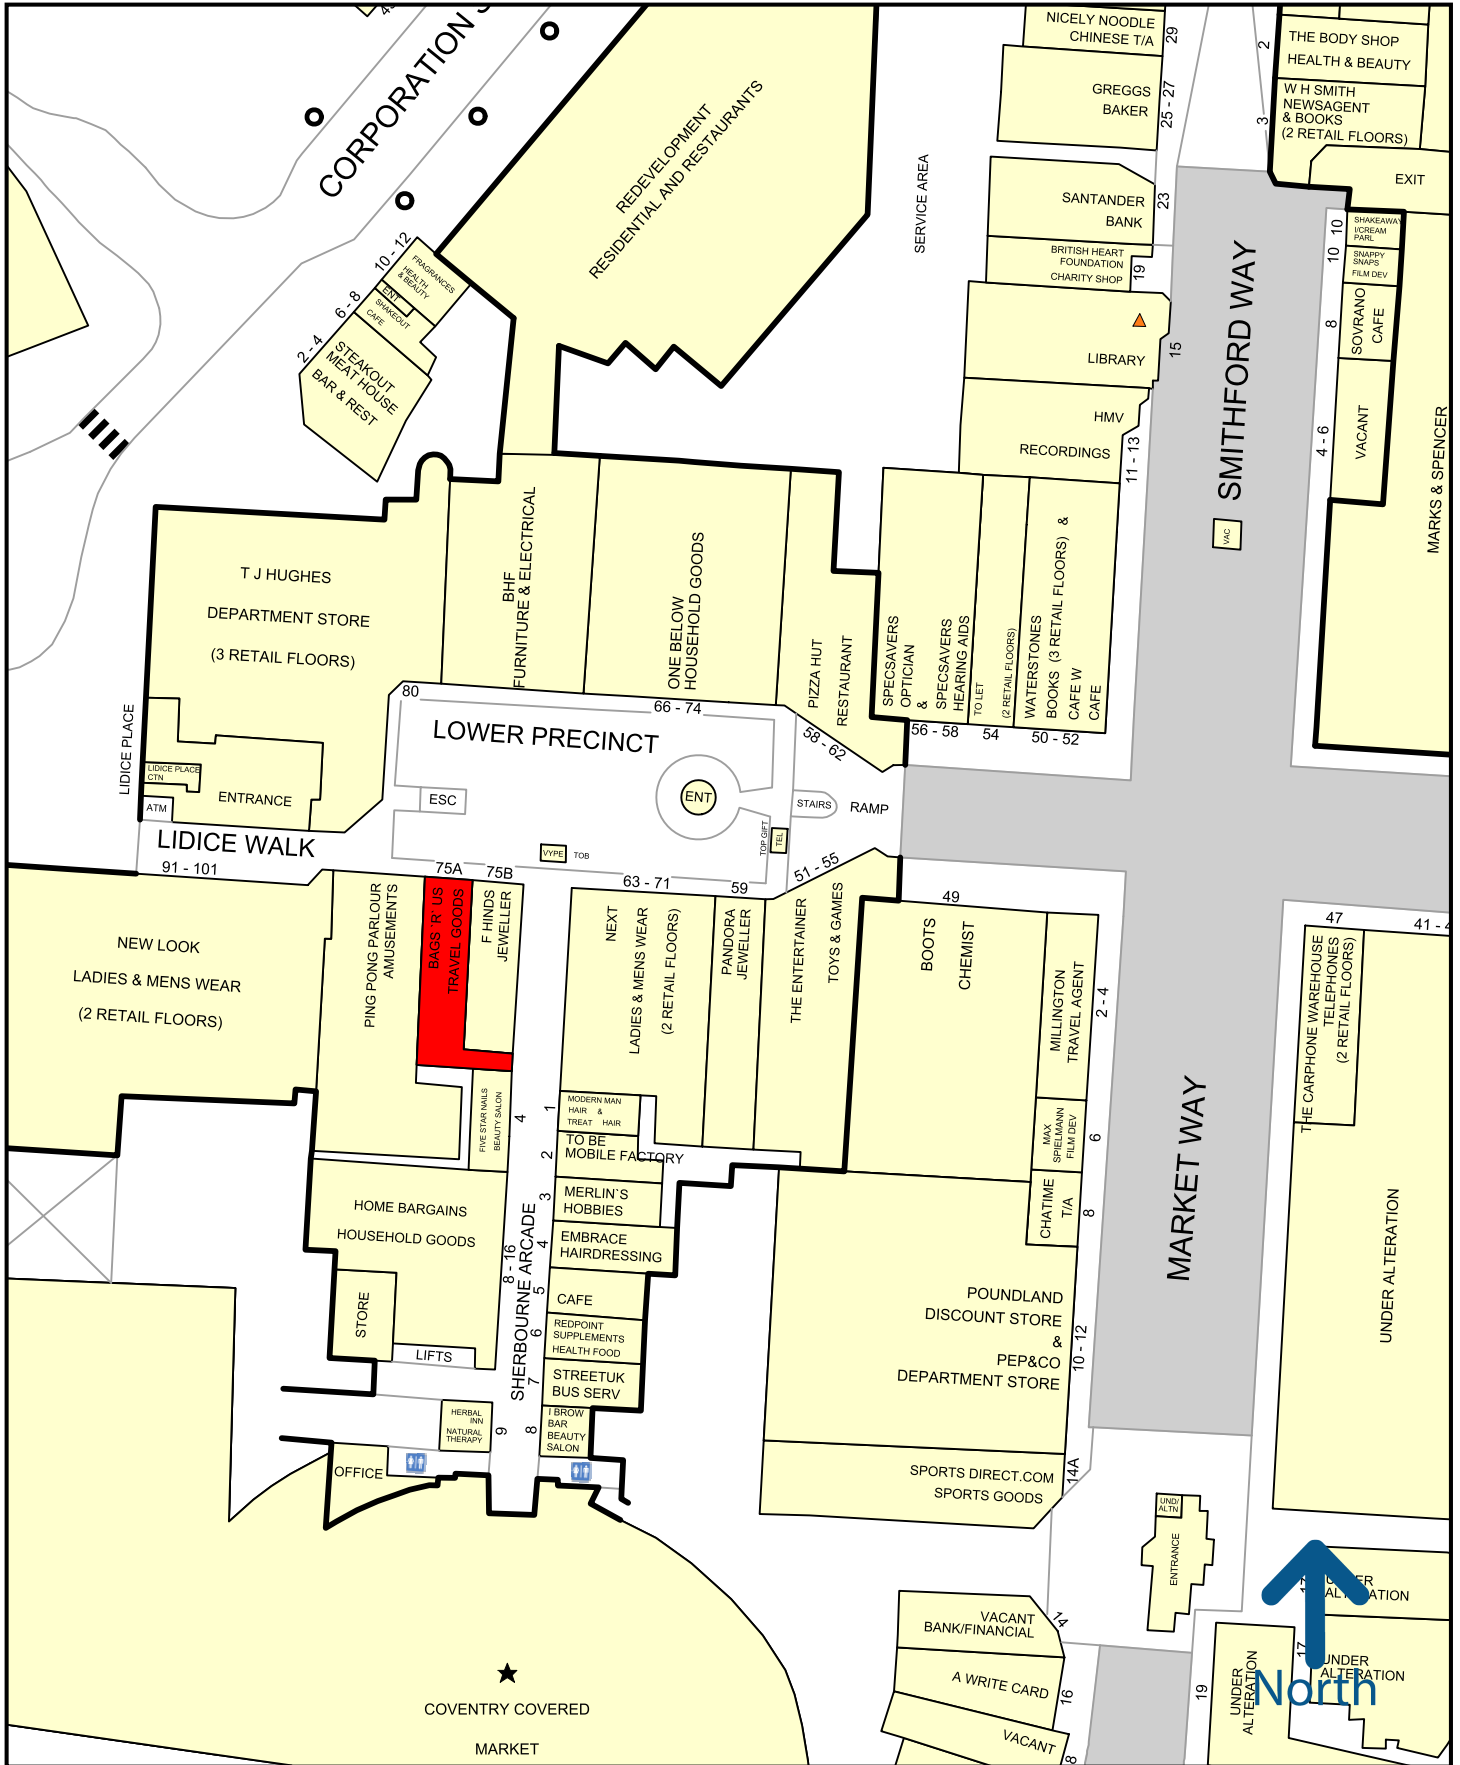 CORPORATION S
REDEVELOPMENT
RESIDENTIAL AND RESTAURANTS
SERVICE AREA
NICELY NOODLE
CHINESE T/A
29
GREGGS
BAKER
25 - 27
SANTANDER
BANK
23
BRITISH HEART
FOUNDATION
CHARITY SHOP
19
LIBRARY
15
HMV
RECORDINGS
11 - 13
SMITHFORD WAY
VAC
2
THE BODY SHOP
HEALTH & BEAUTY
3
W H SMITH
NEWSAGENT
& BOOKS
(2 RETAIL FLOORS)
EXIT
10
SHAKEAWAY
I/CREAM
PARL
10
SNAPPY
SNAPS
FILM DEV
8
SOVRANO
CAFE
4 - 6
VACANT
MARKS & SPENCER
10 - 12
FRAGRANCES
HEALTH
& BEAUTY
ENT
6 - 8
SHAKEOUT
CAFE
2 - 4
STEAKOUT
MEAT HOUSE
BAR & REST
T J HUGHES
DEPARTMENT STORE
(3 RETAIL FLOORS)
BHF
FURNITURE & ELECTRICAL
ONE BELOW
HOUSEHOLD GOODS
PIZZA HUT
RESTAURANT
SPECSAVERS
OPTICIAN
&
SPECSAVERS
HEARING AIDS
TO LET
(2 RETAIL FLOORS)
WATERSTONES
BOOKS (3 RETAIL FLOORS) &
CAFE W
CAFE
80
66 - 74
58 - 62
56 - 58
54
50 - 52
LOWER PRECINCT
LIDICE PLACE
LIDICE PLACE
CTN
ATM
ENTRANCE
ESC
ENT
STAIRS
RAMP
TOP GIFT
TEL
VYPE
TOB
LIDICE WALK
91 - 101
75A
75B
63 - 71
59
51 - 55
49
47
41 - 4
NEW LOOK
LADIES & MENS WEAR
(2 RETAIL FLOORS)
PING PONG PARLOUR
AMUSEMENTS
BAGS `R` US
TRAVEL GOODS
F HINDS
JEWELLER
NEXT
LADIES & MENS WEAR
(2 RETAIL FLOORS)
PANDORA
JEWELLER
THE ENTERTAINER
TOYS & GAMES
BOOTS
CHEMIST
MILLINGTON
TRAVEL AGENT
2 - 4
THE CARPHONE WAREHOUSE
TELEPHONES
(2 RETAIL FLOORS)
FIVE STAR NAILS
BEAUTY SALON
4
1
MODERN MAN
HAIR &
TREAT HAIR
2
TO BE
MOBILE FACTORY
3
MERLIN`S
HOBBIES
4
EMBRACE
HAIRDRESSING
5
CAFE
6
REDPOINT
SUPPLEMENTS
HEALTH FOOD
7
STREETUK
BUS SERV
8
I BROW
BAR
BEAUTY
SALON
SHERBOURNE ARCADE
8 - 16
HOME BARGAINS
HOUSEHOLD GOODS
STORE
LIFTS
HERBAL
INN
NATURAL
THERAPY
9
OFFICE
MAX
SPIELMANN
FILM DEV
6
CHATIME
T/A
8
MARKET WAY
UNDER ALTERATION
POUNDLAND
DISCOUNT STORE
&
PEP&CO
DEPARTMENT STORE
10 - 12
SPORTS DIRECT.COM
SPORTS GOODS
14A
UND/
ALTN
ENTRANCE
VACANT
BANK/FINANCIAL
14
A WRITE CARD
16
VACANT
8
19
UNDER
ALTERATION
17
UNDER
ALTERATION
North
COVENTRY COVERED
MARKET